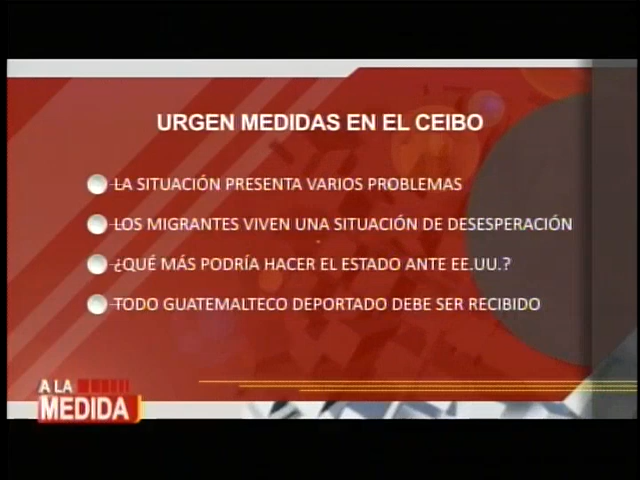 URGEN MEDIDAS EN EL CEIBO
LA SITUACIÓN PRESENTA VARIOS PROBLEMAS
LOS MIGRANTES VIVEN UNA SITUACIÓN DE DESESPERACIÓN
¿QUÉ MÁS PODRÍA HACER EL ESTADO ANTE EE.UU.?
TODO GUATEMALTECO DEPORTADO DEBE SER RECIBIDO
A LA
MEDIDA